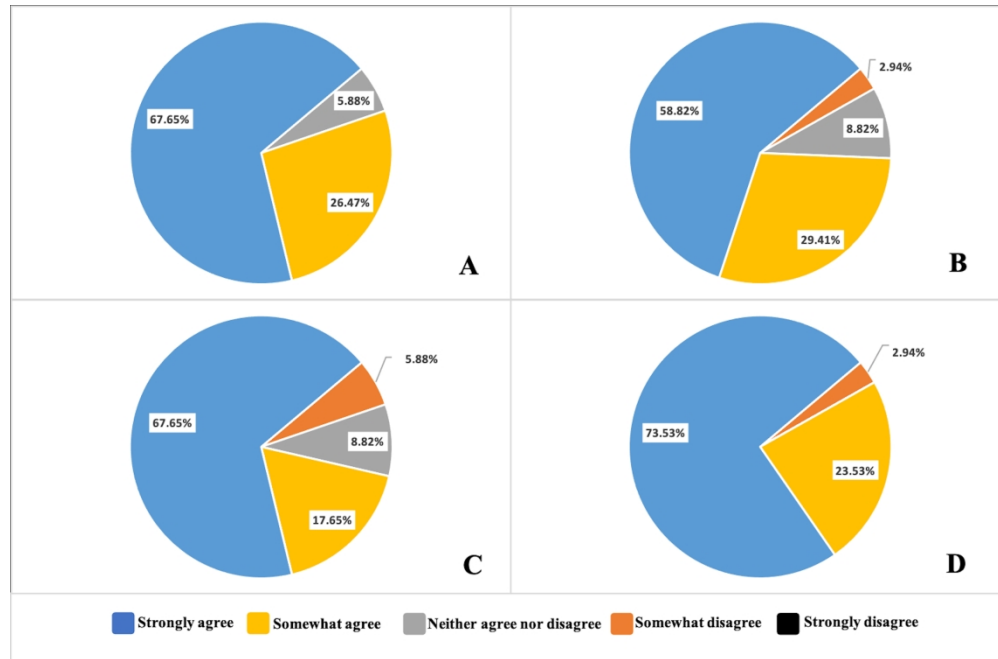 67.65%
5.88%
26.47%
A
58.82%
2.94%
8.82%
29.41%
B
67.65%
5.88%
8.82%
17.65%
C
73.53%
2.94%
23.53%
D
Strongly agree Somewhat agree Neither agree nor disagree Somewhat disagree Strongly disagree